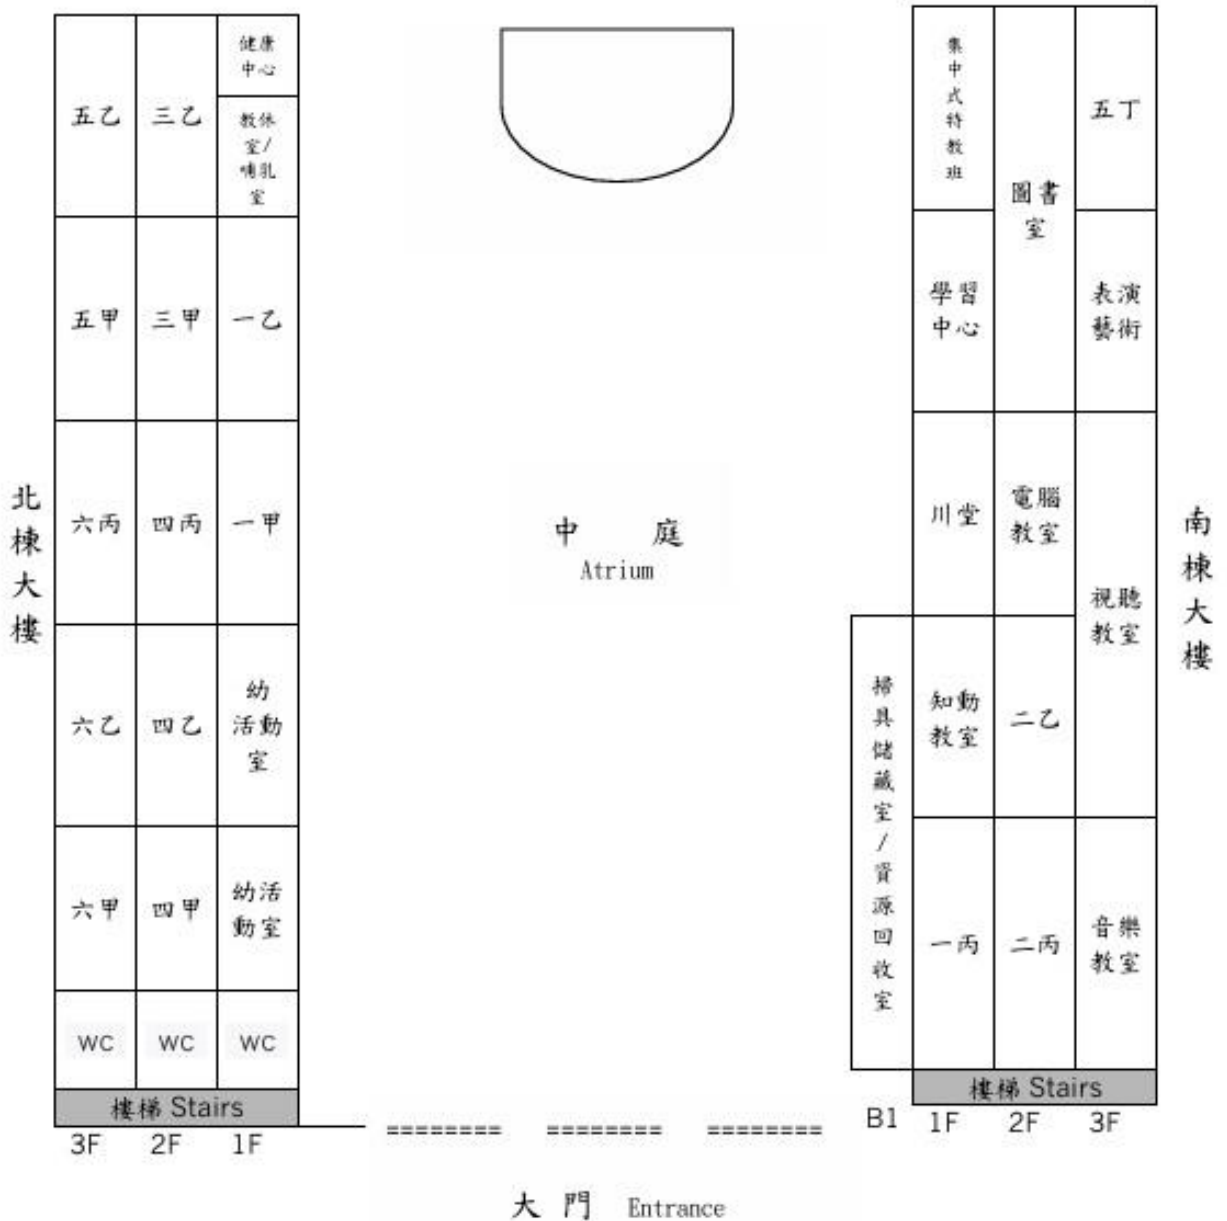 北
棟
大
樓
五乙
三乙
健康
中心
教休
室/
哺乳
室
五甲
三甲
一乙
六丙
四丙
一甲
六乙
四乙
幼
活動
室
六甲
四甲
幼活
動室
WC
WC
WC
樓梯 Stairs
3F
2F
1F
中 庭
Atrium
======== ======== ========
大 門 Entrance
掃
具
儲
藏
室
/
資
源
回
收
室
B1
集
中
式
特
教
班
圖書
室
五丁
學習
中心
表演
藝術
川堂
電腦
教室
視聽
教室
知動
教室
二乙
一丙
二丙
音樂
教室
樓梯 Stairs
1F
2F
3F
南
棟
大
樓